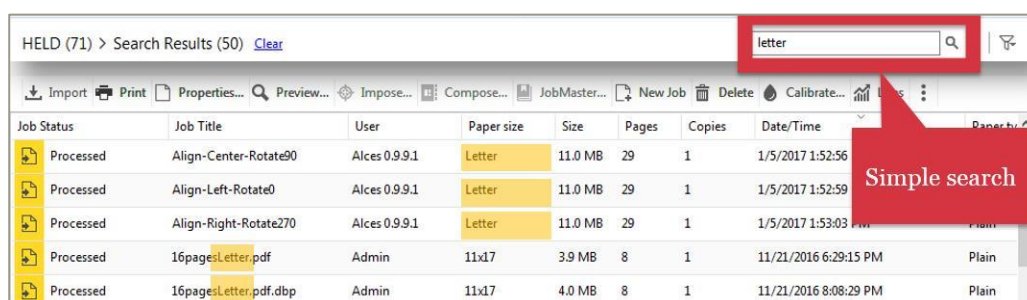 HELD (71) > Search Results (50) Clear letter
Import Print Properties... Preview... Impose... Compose... JobMaster... New Job Delete Calibrate...
Job Status Job Title User Paper size Size Pages Copies Date/Time
Processed Align-Center-Rotate90 Alces 0.9.9.1 Letter 11.0 MB 29 1 1/5/2017 1:52:56
Processed Align-Left-Rotate0 Alces 0.9.9.1 Letter 11.0 MB 29 1 1/5/2017 1:52:59
Simple search
Processed Align-Right-Rotate270 Alces 0.9.9.1 Letter 11.0 MB 29 1 1/5/2017 1:53:03 PM Plain
Processed 16pagesLetter.pdf Admin 11x17 3.9 MB 8 1 11/21/2016 6:29:15 PM Plain
Processed 16pagesLetter.pdf.dbp Admin 11x17 4.0 MB 8 1 11/21/2016 8:08:29 PM Plain